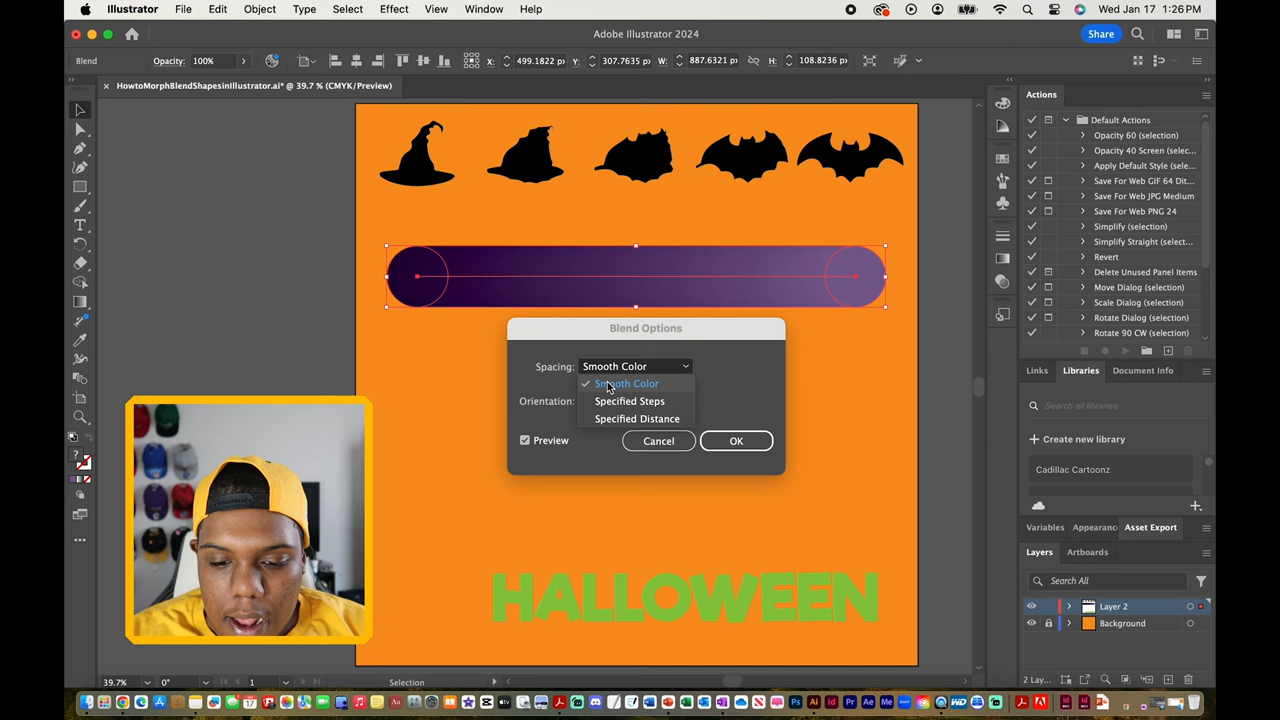 Illustrator File Edit Object Type Select Effect View Window Help Wed Jan 17 1:26 PM
Adobe Illustrator 2024 Share
Blend Opacity: 100% X: 499.1822 p) Y: 307.7635 p) W: 887.6321 p) H: 108.8236 p)
× HowtoMorphBlendShapesinIllustrator.ai* @ 39.7 % (CMYK/Preview)
Actions
Default Actions
Opacity 60 (selection)
Opacity 40 Screen (selec...
Apply Default Style (sele...
Save For Web GIF 64 Dit...
Save For Web JPG Medium
Save For Web PNG 24
Simplify (selection)
Simplify Straight (select...
Revert
Delete Unused Panel Items
Move Dialog (selection)
Scale Dialog (selection)
Rotate Dialog (selection)
Rotate 90 CW (selection)
Blend Options
Spacing: Smooth Color
Smooth Color
Orientation: Specified Steps
Specified Distance
Preview Cancel OK
Links Libraries Document Info
Search all libraries
+ Create new library
Cadillac Cartoonz
Variables Appearanc Asset Export
Layers Artboards
Search All
Layer 2
Background
HALLOWEEN
39.7% 0° 1 Selection
2 Lay...